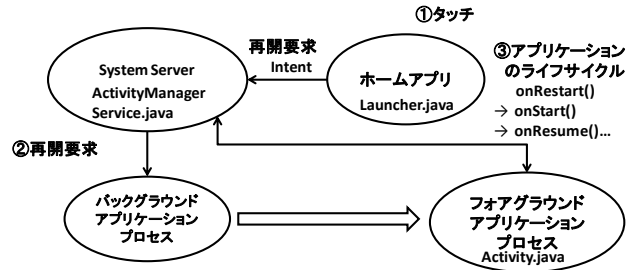 ①タッチ
再開要求
Intent
System Server
ActivityManager
Service.java
ホームアプリ
Launcher.java
③アプリケーション
のライフサイクル
onRestart()
→ onStart()
→ onResume()...
②再開要求
バックグラウンド
アプリケーション
プロセス
フォアグラウンド
アプリケーション
プロセス
Activity.java